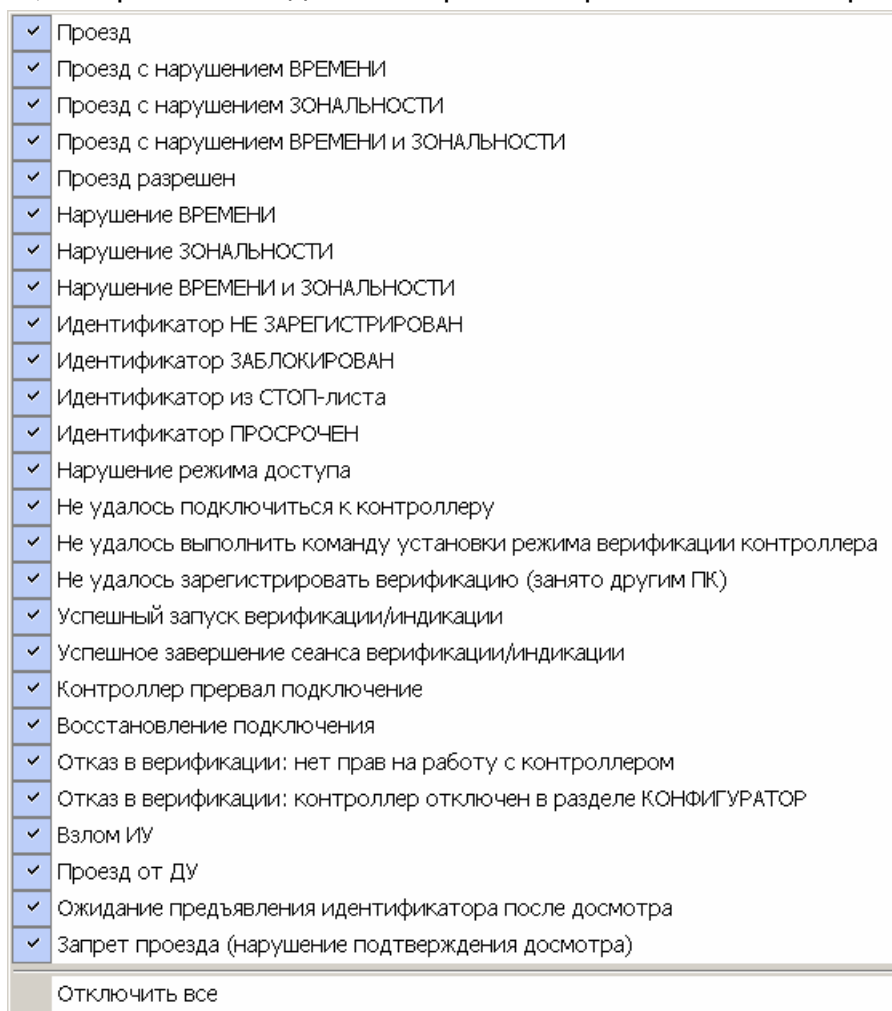 Проезд
Проезд с нарушением ВРЕМЕНИ
Проезд с нарушением ЗОНАЛЬНОСТИ
Проезд с нарушением ВРЕМЕНИ и ЗОНАЛЬНОСТИ
Проезд разрешен
Нарушение ВРЕМЕНИ
Нарушение ЗОНАЛЬНОСТИ
Нарушение ВРЕМЕНИ и ЗОНАЛЬНОСТИ
Идентификатор НЕ ЗАРЕГИСТРИРОВАН
Идентификатор ЗАБЛОКИРОВАН
Идентификатор из СТОП-листа
Идентификатор ПРОСРОЧЕН
Нарушение режима доступа
Не удалось подключиться к контроллеру
Не удалось выполнить команду установки режима верификации контроллера
Не удалось зарегистрировать верификацию (занято другим ПК)
Успешный запуск верификации/индикации
Успешное завершение сеанса верификации/индикации
Контроллер прервал подключение
Восстановление подключения
Отказ в верификации: нет прав на работу с контроллером
Отказ в верификации: контроллер отключен в разделе КОНФИГУРАТОР
Взлом ИУ
Проезд от ДУ
Ожидание предъявления идентификатора после досмотра
Запрет проезда (нарушение подтверждения досмотра)
Отключить все